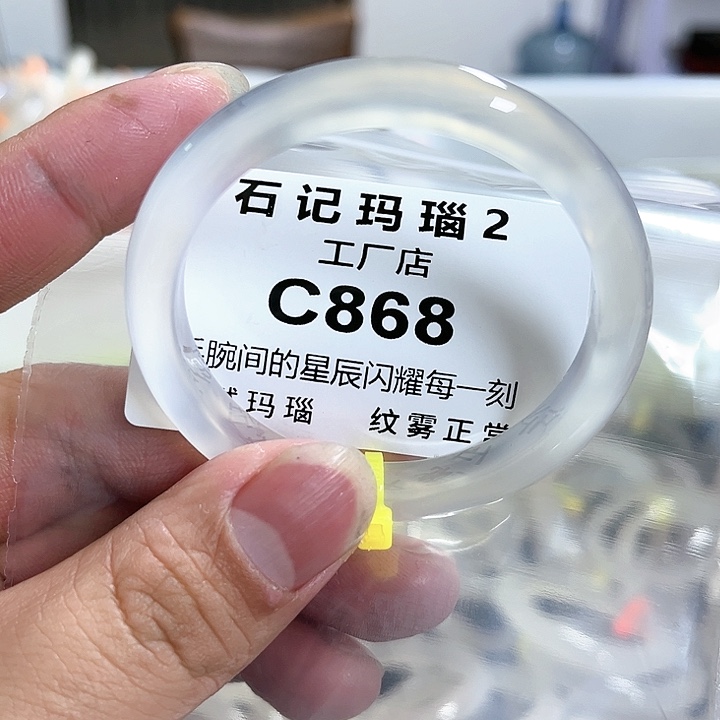 石记玛瑙2
工厂店
C868
腕间的星辰闪耀每一刻
玛瑙 纹雾正常